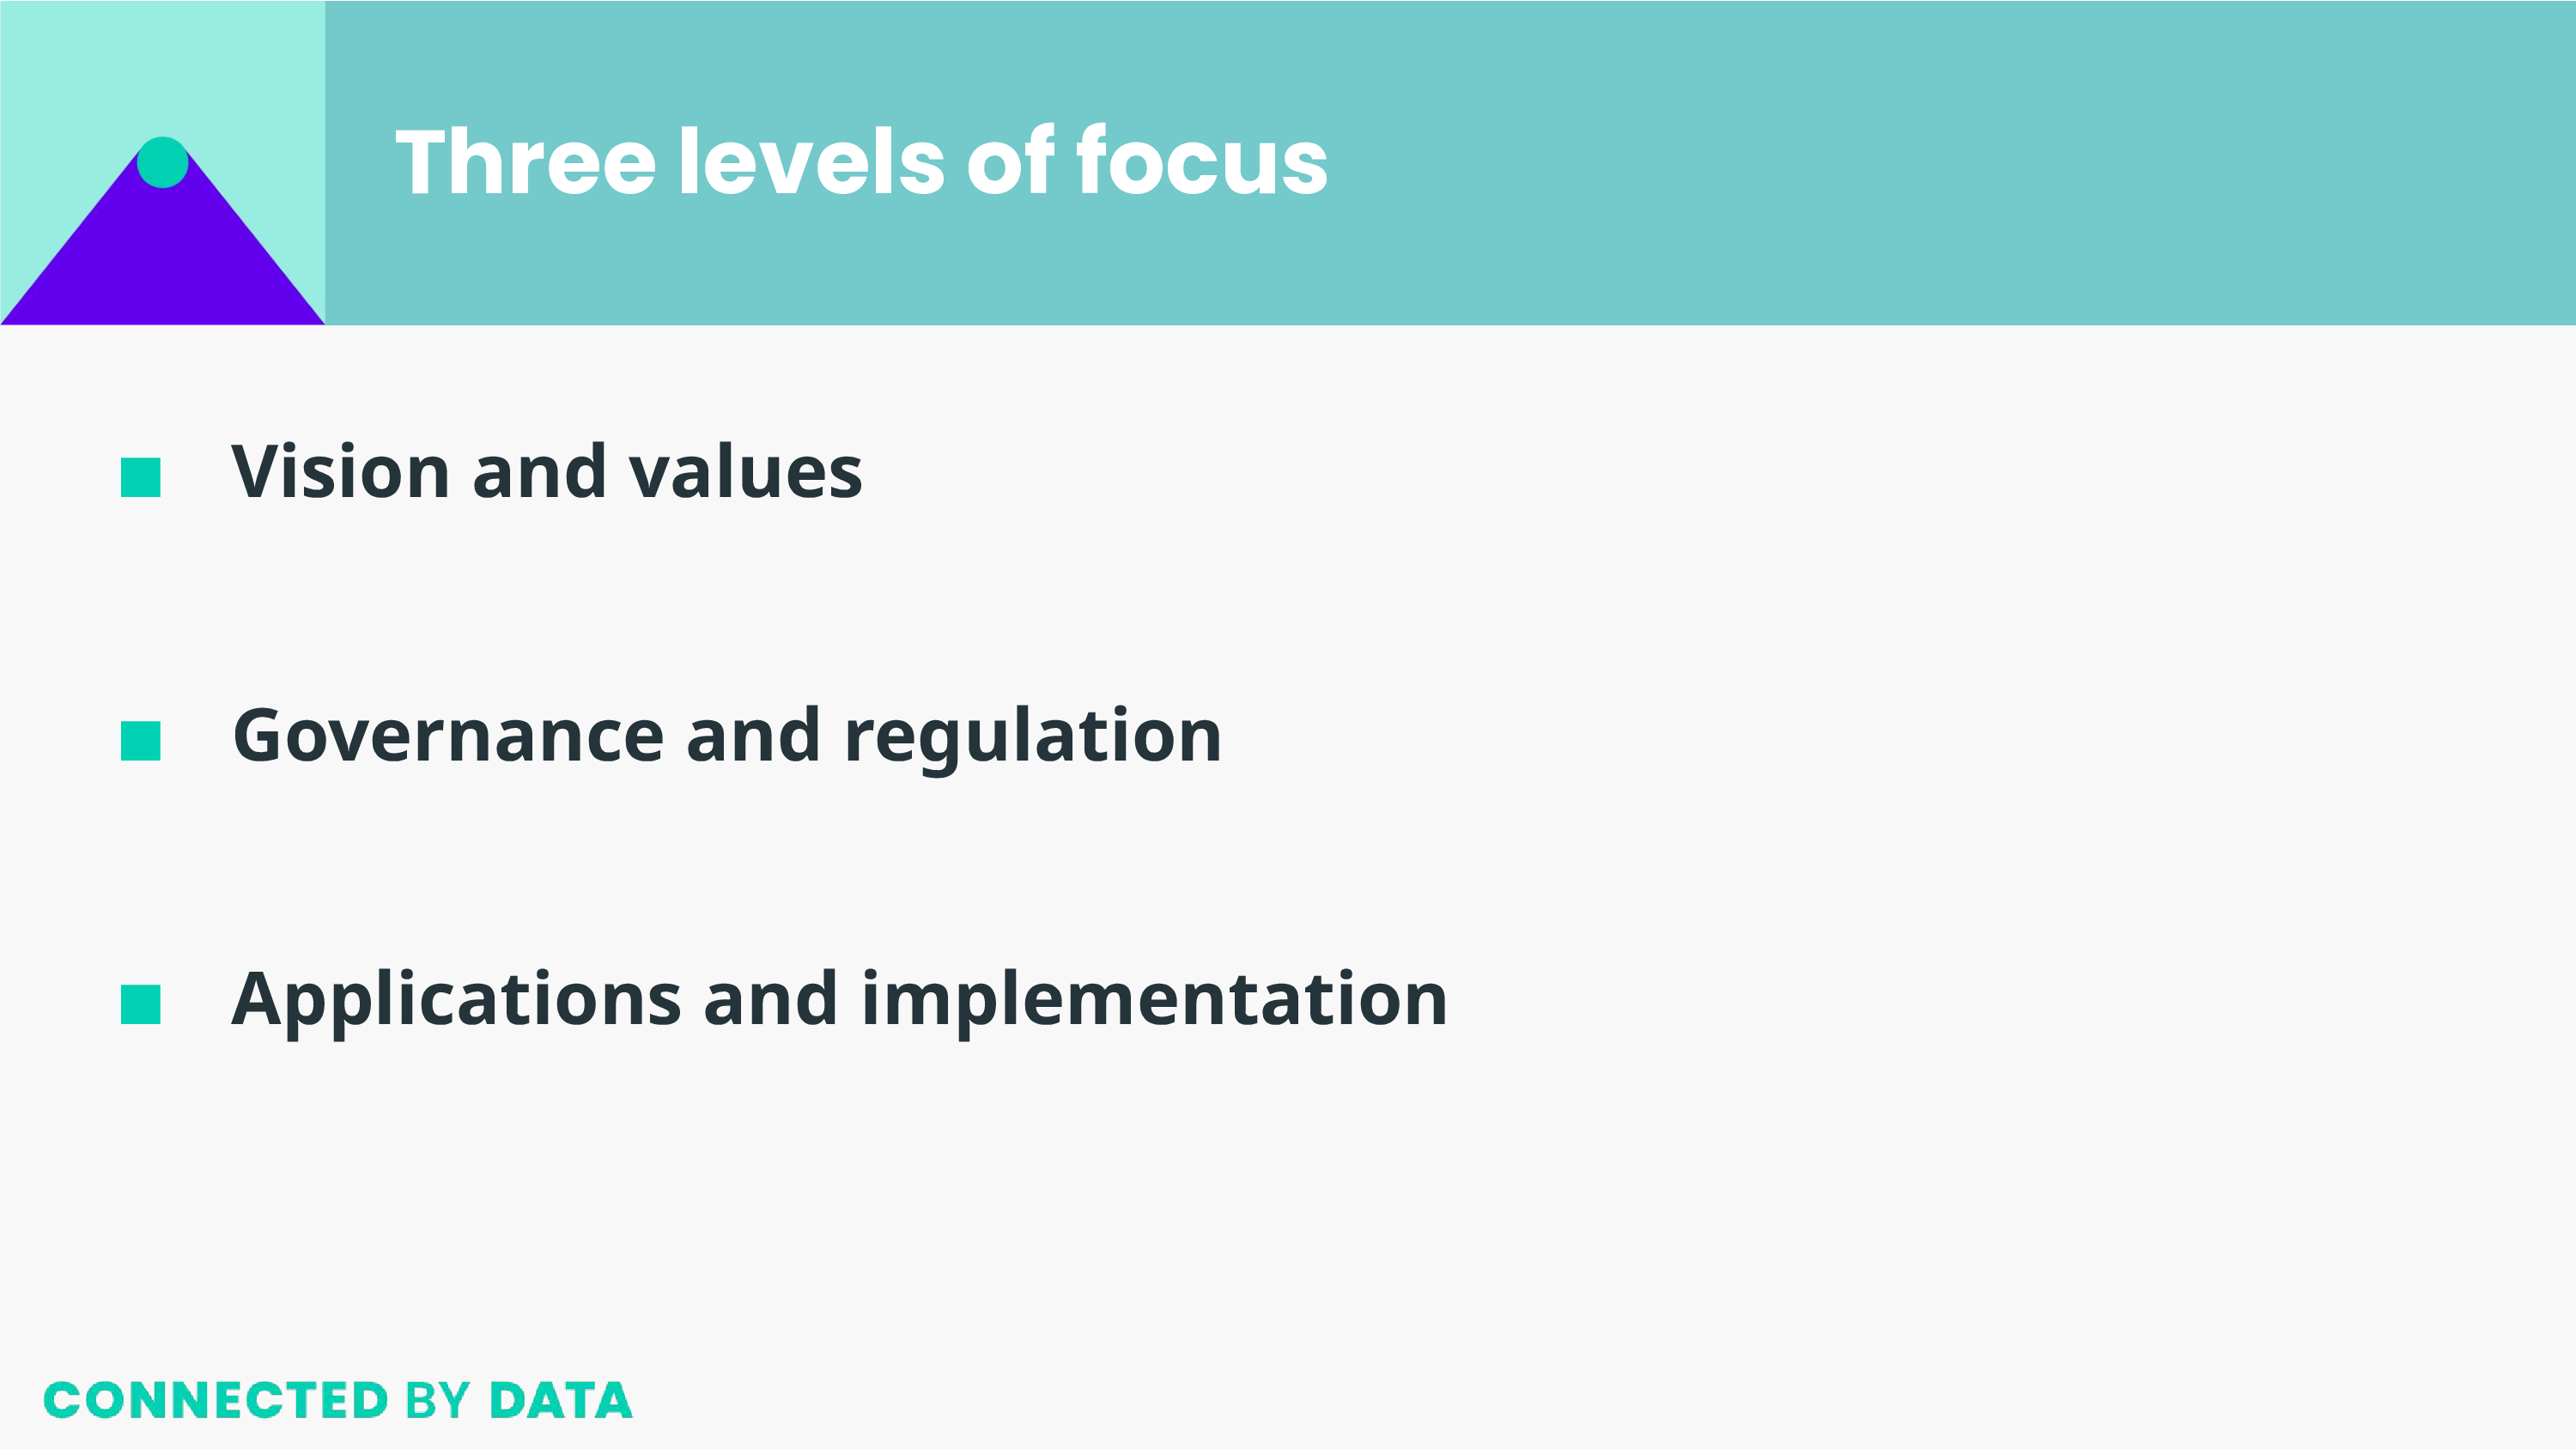 Three levels of focus
Vision and values
Governance and regulation
Applications and implementation
CONNECTED BY DATA